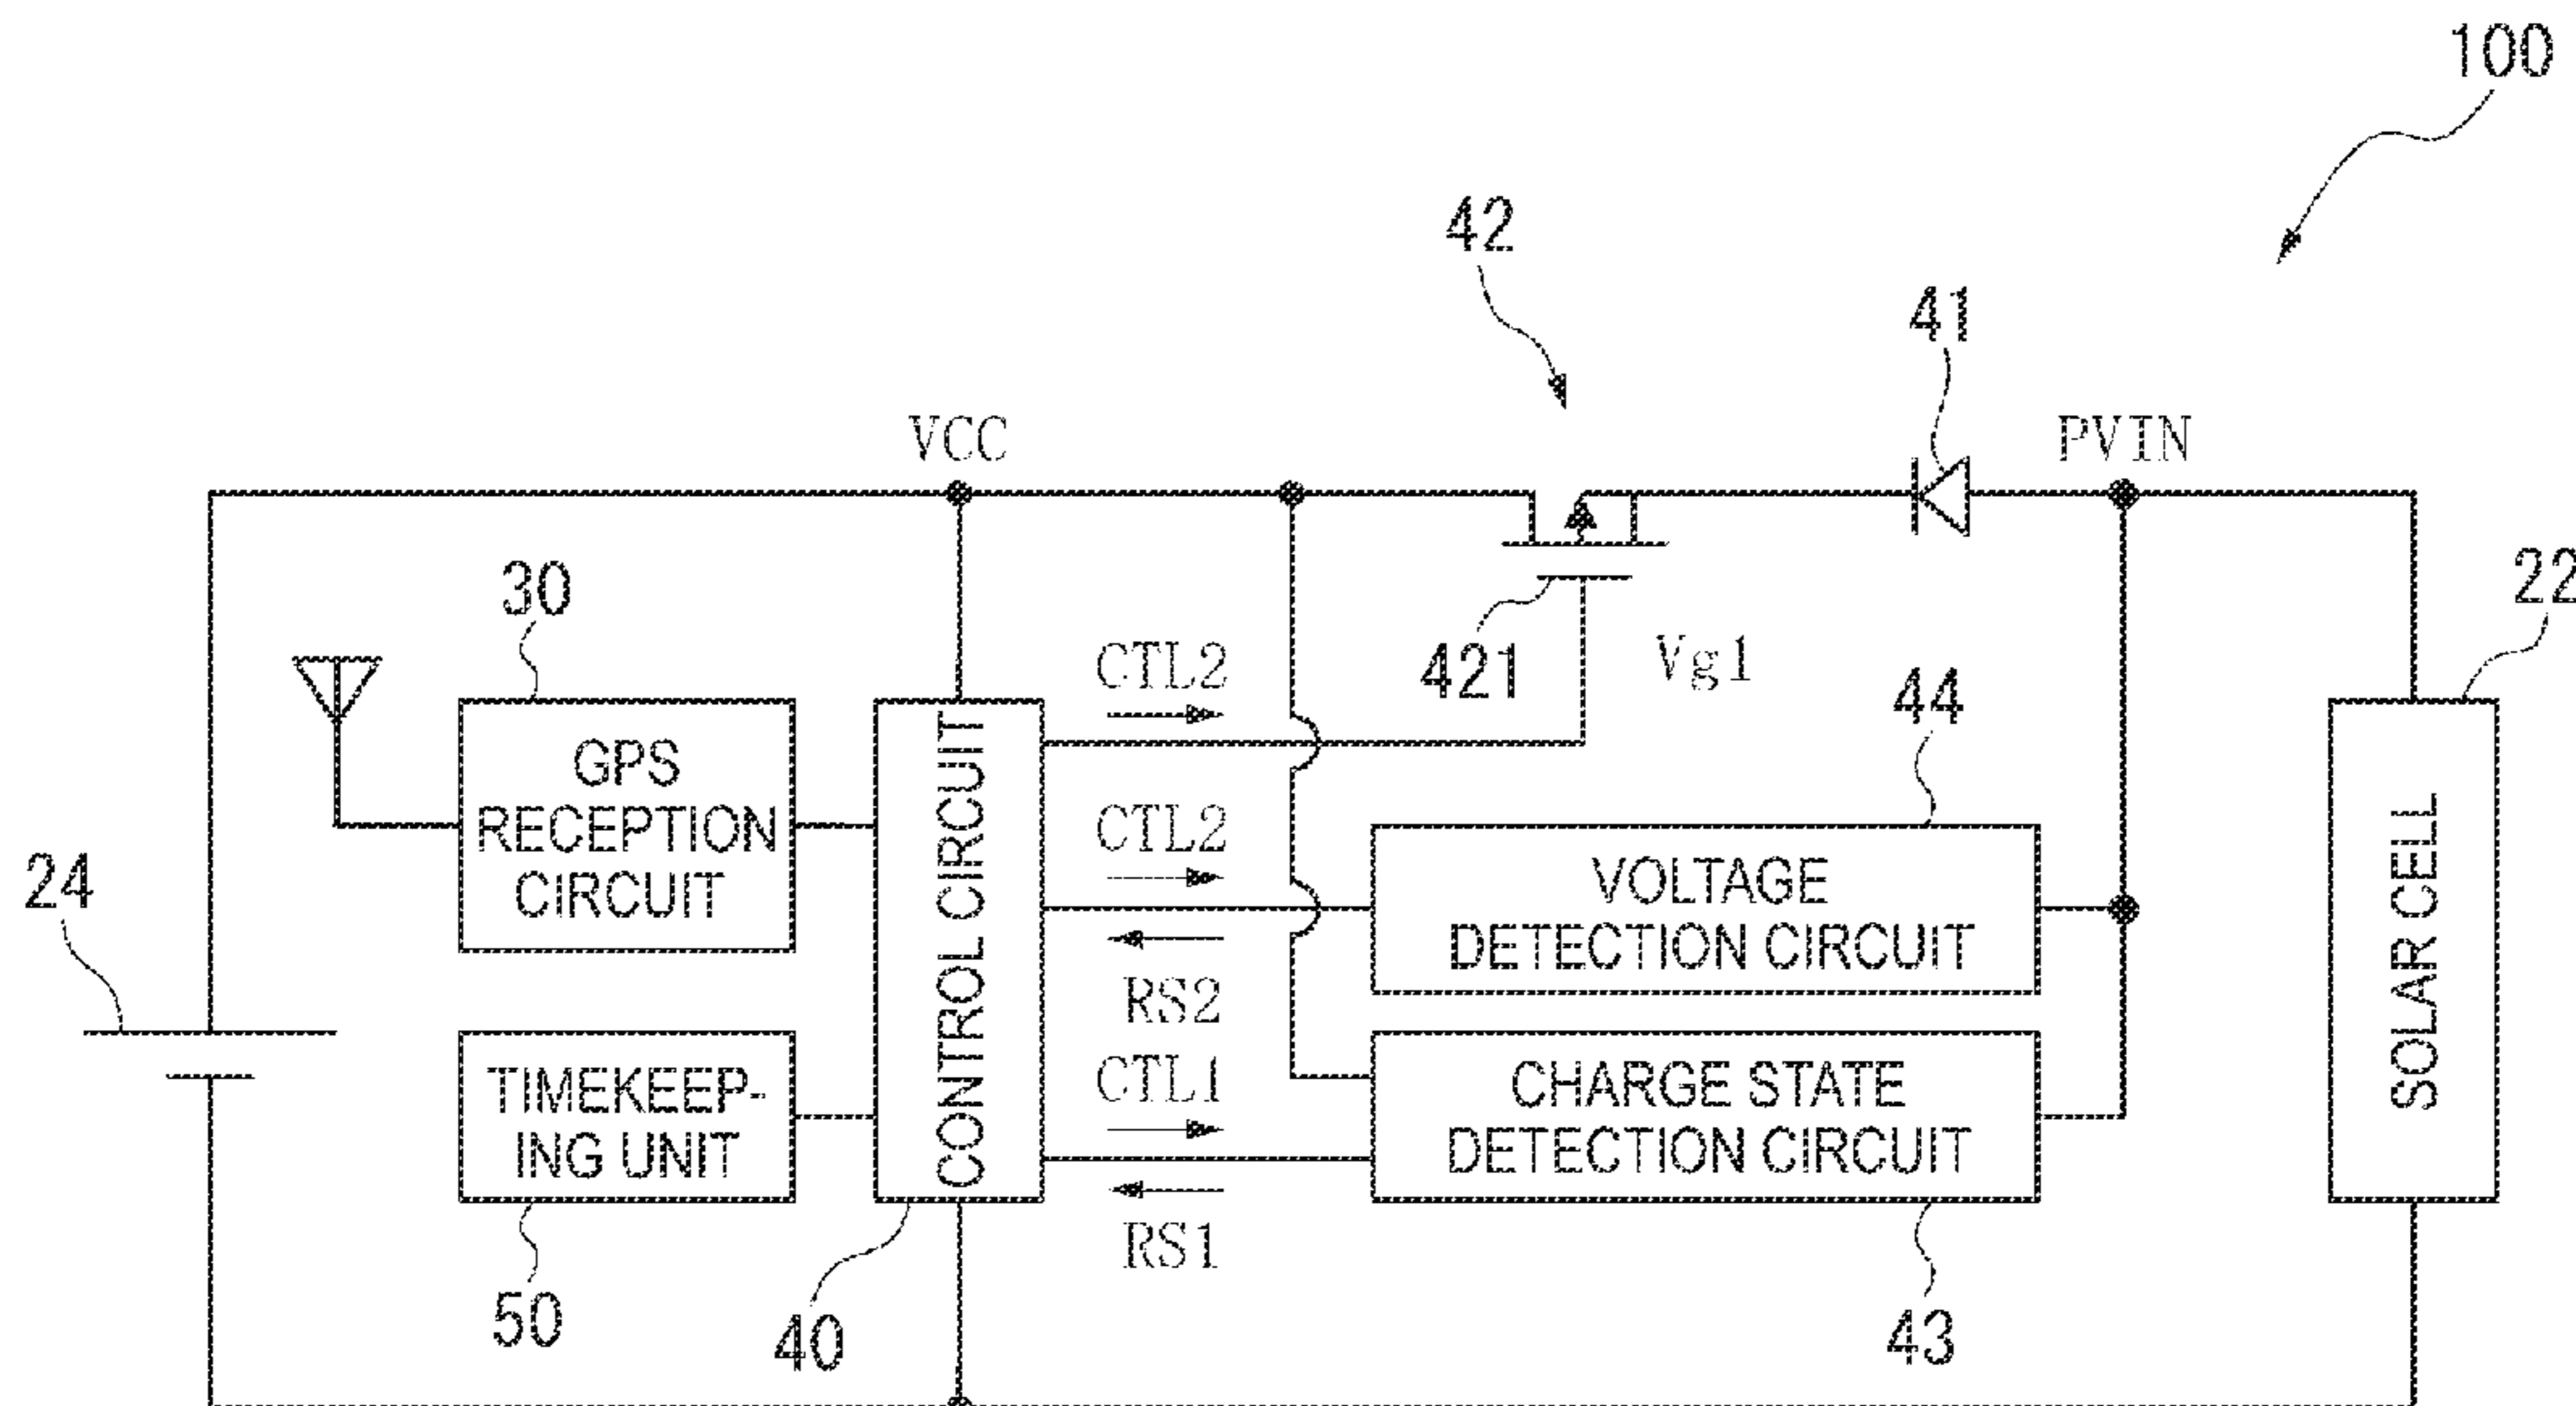 100
42
41
VCC
PVIN
30
22
CTL2
421
Vg1
44
GPS
RECEPTION
CIRCUIT
CONTROL CIRCUIT
CTL2
VOLTAGE
DETECTION CIRCUIT
SOLAR CELL
24
RS2
TIMEKEEP-
ING UNIT
CTL1
CHARGE STATE
DETECTION CIRCUIT
RS1
50
40
43